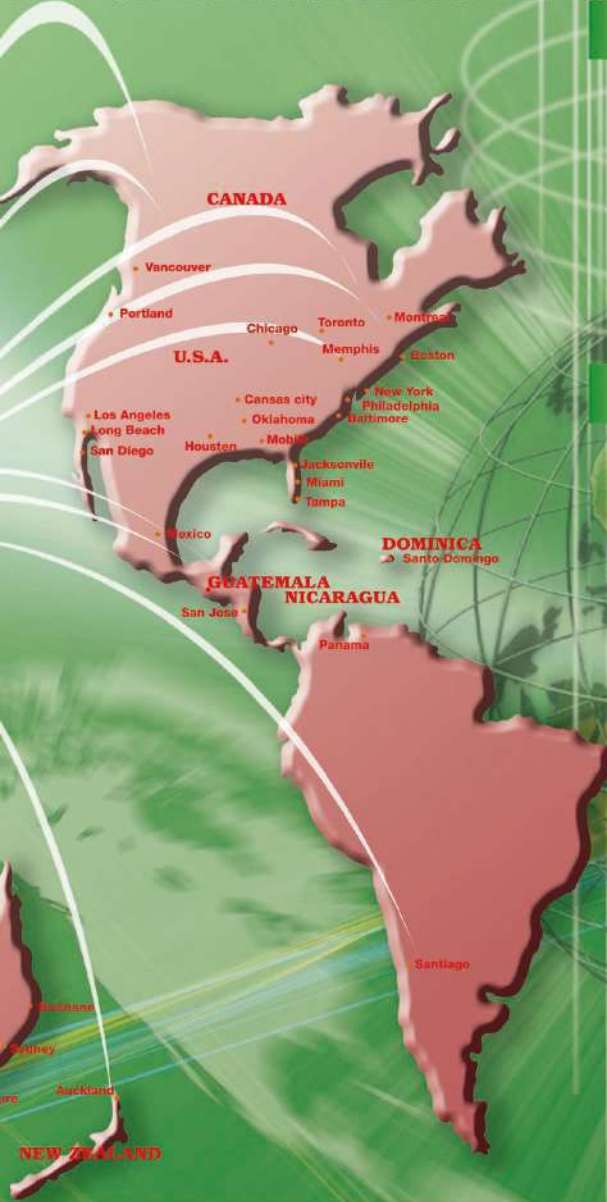 CANADA
Vancouver
Portland
Toronto
Montreal
Chicago
Memphis
Boston
U.S.A.
New York
Cansas city
Philadelphia
Los Angeles
Oklahoma
Baltimore
Long Beach
Housten
Mobile
San Diego
Jacksonvile
Miami
Tampa
Mexico
DOMINICA
Santo Domingo
GUATEMALA
NICARAGUA
San Jose
Panama
Santiago
Sydney
Auckland
NEW ZEALAND